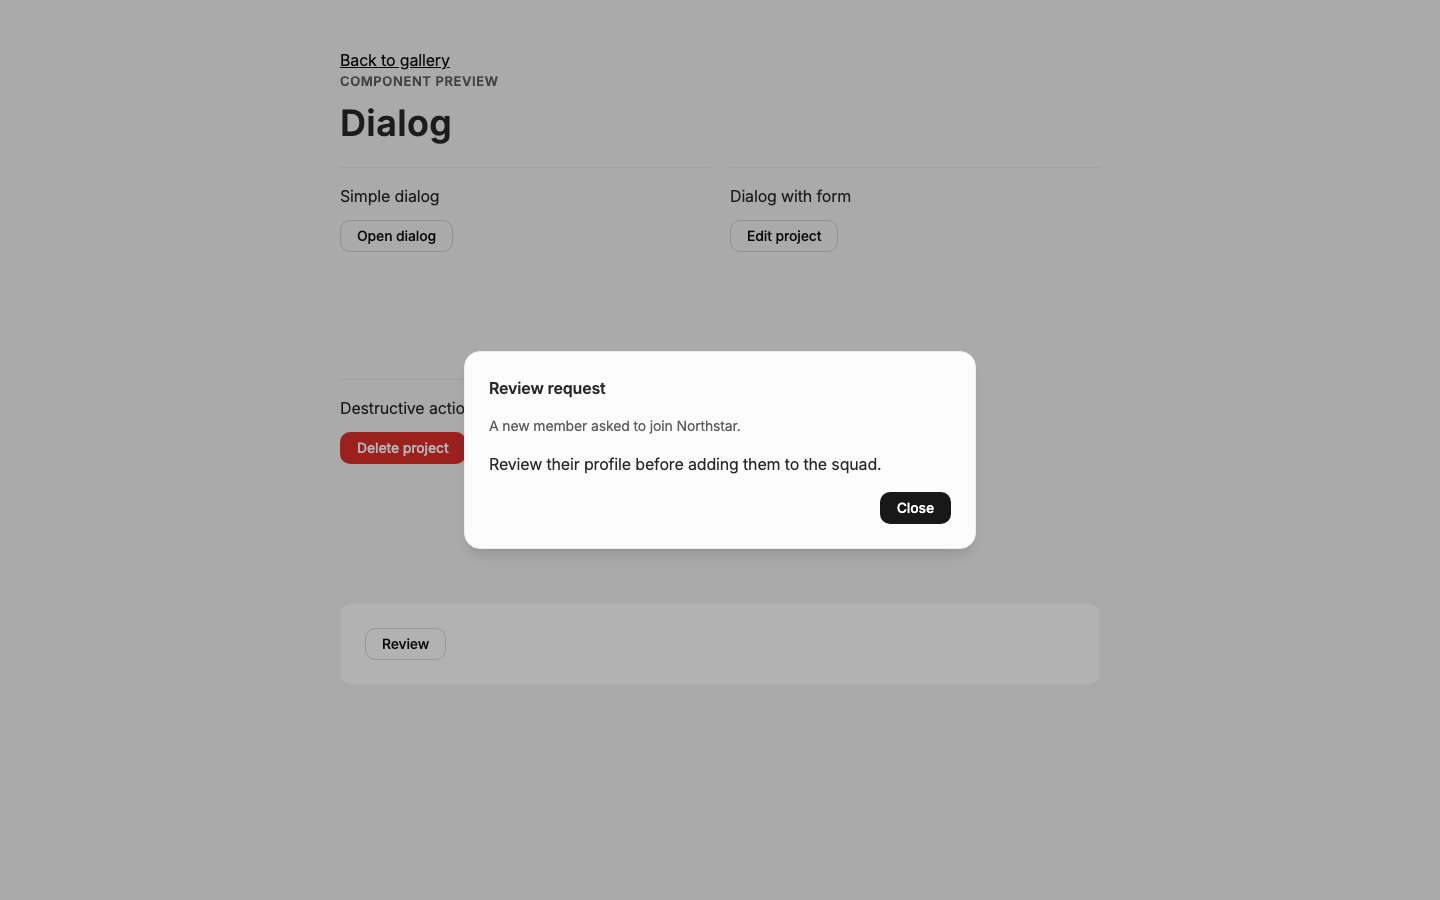 Back to gallery
COMPONENT PREVIEW
Dialog
Simple dialog
Open dialog
Dialog with form
Edit project
Destructive actio
Delete project
Review request
A new member asked to join Northstar.
Review their profile before adding them to the squad.
Close
Review